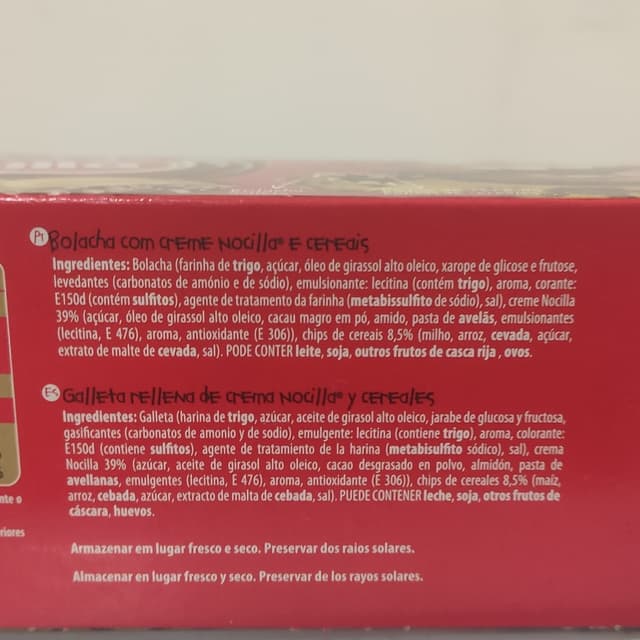 PT Bolacha com creme Nocilla® e cereais
Ingredientes: Bolacha (farinha de trigo, açúcar, óleo de girassol alto oleico, xarope de glicose e frutose,
levedantes (carbonatos de amónio e de sódio), emulsionante: lecitina (contém trigo), aroma, corante:
E150d (contém sulfitos), agente de tratamento da farinha (metabissulfito de sódio), sal), creme Nocilla
39% (açúcar, óleo de girassol alto oleico, cacau magro em pó, amido, pasta de avelãs, emulsionantes
(lecitina, E 476), aroma, antioxidante (E 306)), chips de cereais 8,5% (milho, arroz, cevada, açúcar,
extrato de malte de cevada, sal). PODE CONTER leite, soja, outros frutos de casca rija , ovos.
ES Galleta rellena de crema Nocilla® y cereales
Ingredientes: Galleta (harina de trigo, azúcar, aceite de girasol alto oleico, jarabe de glucosa y fructosa,
gasificantes (carbonatos de amonio y de sodio), emulgente: lecitina (contiene trigo), aroma, colorante:
E150d (contiene sulfitos), agente de tratamiento de la harina (metabisulfito sódico), sal), crema
Nocilla 39% (azúcar, aceite de girasol alto oleico, cacao desgrasado en polvo, almidón, pasta de
avellanas, emulgentes (lecitina, E 476), aroma, antioxidante (E 306)), chips de cereales 8,5% (maíz,
arroz, cebada, azúcar, extracto de malta de cebada, sal). PUEDE CONTENER leche, soja, otros frutos de
cáscara, huevos.
Armazenar em lugar fresco e seco. Preservar dos raios solares.
Almacenar en lugar fresco y seco. Preservar de los rayos solares.